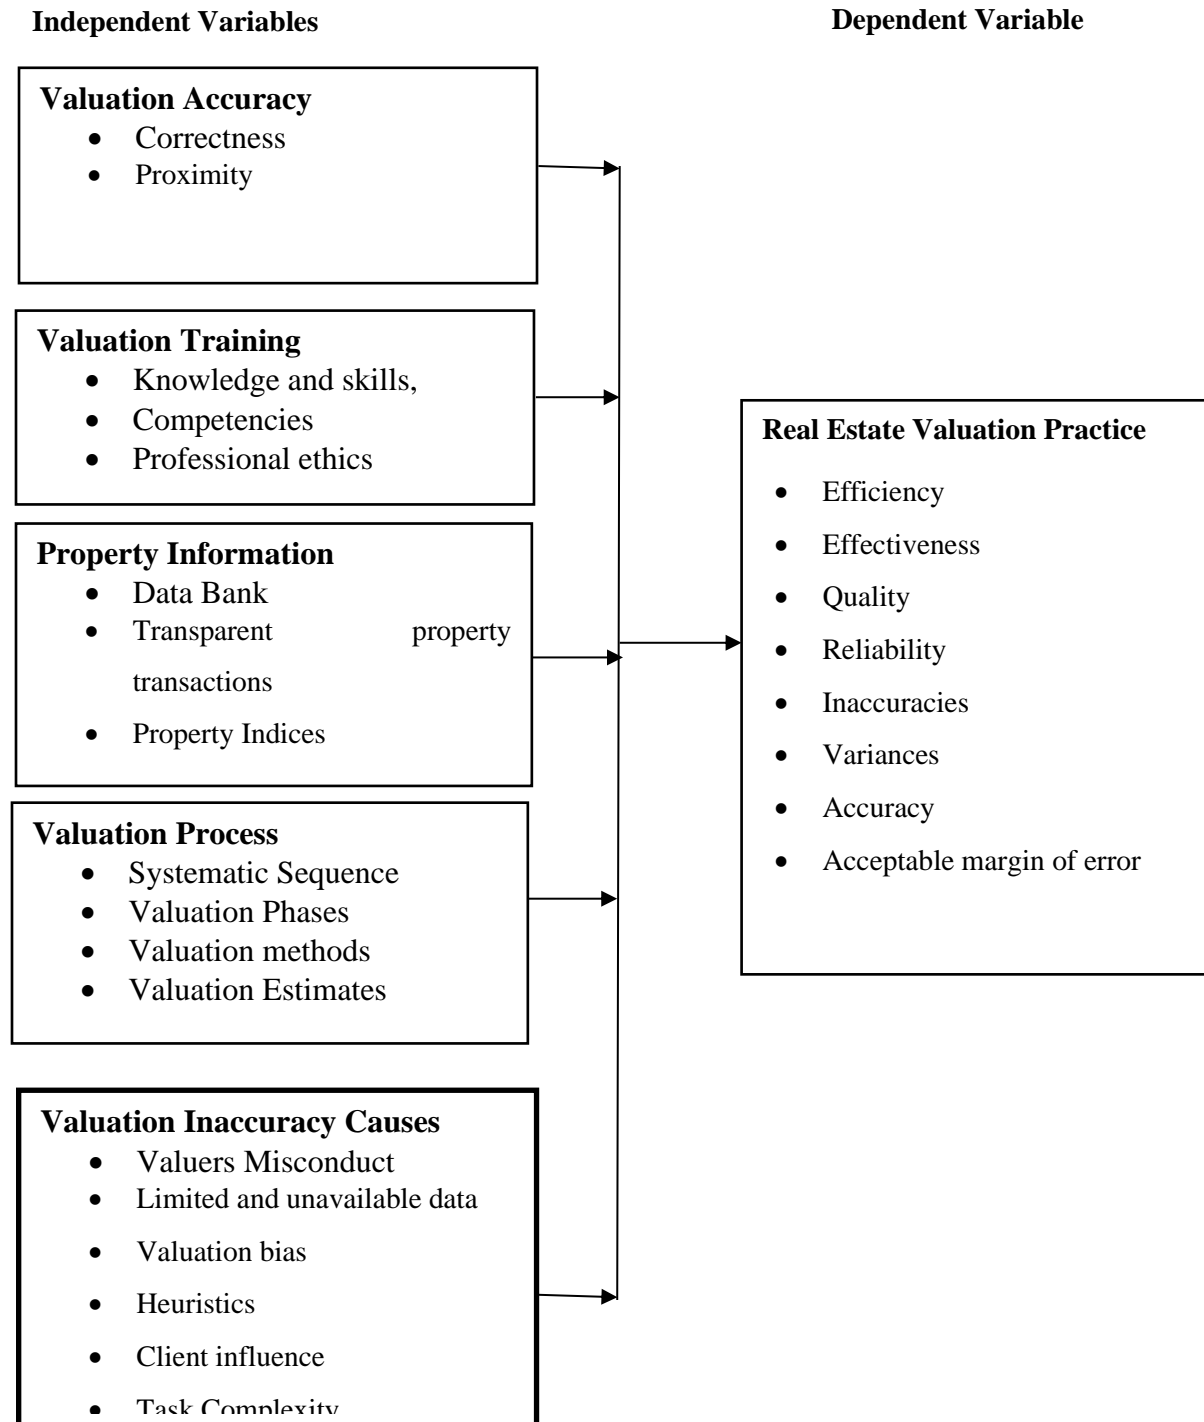 Independent Variables
Dependent Variable
Valuation Accuracy
• Correctness
• Proximity
Valuation Training
• Knowledge and skills,
• Competencies
• Professional ethics
Property Information
• Data Bank
• Transparent property
transactions
• Property Indices
Valuation Process
• Systematic Sequence
• Valuation Phases
• Valuation methods
• Valuation Estimates
Valuation Inaccuracy Causes
• Valuers Misconduct
• Limited and unavailable data
• Valuation bias
• Heuristics
• Client influence
• Task Complexity
Real Estate Valuation Practice
• Efficiency
• Effectiveness
• Quality
• Reliability
• Inaccuracies
• Variances
• Accuracy
• Acceptable margin of error